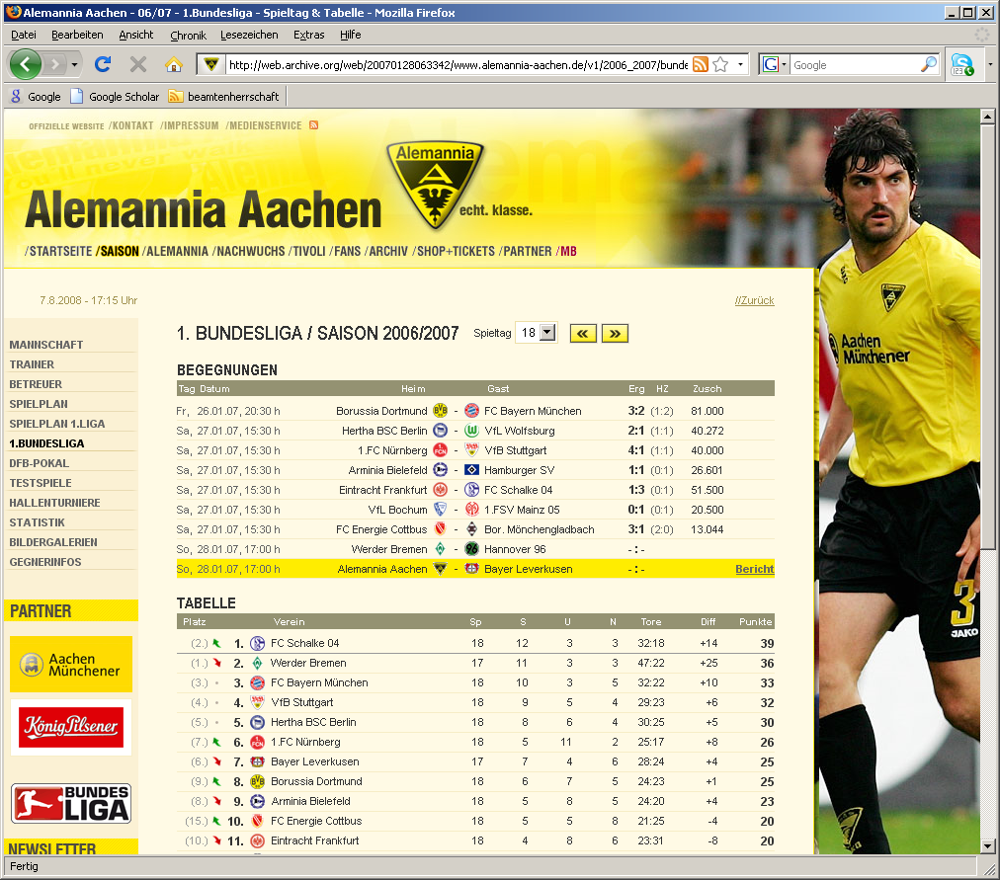 Alemannia Aachen - 06/07 - 1.Bundesliga - Spieltag & Tabelle - Mozilla Firefox
Datei Bearbeiten Ansicht Chronik Lesezeichen Extras Hilfe
http://web.archive.org/web/20070128063342/www.alemannia-aachen.de/v1/2006_2007/bunde
G Google
Google Google Scholar beamtenherrschaft
OFFIZIELLE WEBSITE /KONTAKT /IMPRESSUM /MEDIENSERVICE
Alemannia
Alemannia Aachen
echt. klasse.
/STARTSEITE /SAISON /ALEMANNIA /NACHWUCHS /TIVOLI /FANS /ARCHIV /SHOP+TICKETS /PARTNER /MB
7.8.2008 - 17:15 Uhr
//Zurück
MANNSCHAFT
TRAINER
BETREUER
SPIELPLAN
SPIELPLAN 1.LIGA
1.BUNDESLIGA
DFB-POKAL
TESTSPIELE
HALLENTURNIERE
STATISTIK
BILDERGALERIEN
GEGNERINFOS
PARTNER
Aachen
Münchener
König Pilsener
BUNDES
LIGA
NEWSLETTER
1. BUNDESLIGA / SAISON 2006/2007 Spieltag 18 « »
BEGEGNUNGEN
Tag Datum Heim Gast Erg HZ Zusch
Fr, 26.01.07, 20:30 h Borussia Dortmund - FC Bayern München 3:2 (1:2) 81.000
Sa, 27.01.07, 15:30 h Hertha BSC Berlin - VfL Wolfsburg 2:1 (1:1) 40.272
Sa, 27.01.07, 15:30 h 1.FC Nürnberg - VfB Stuttgart 4:1 (1:1) 40.000
Sa, 27.01.07, 15:30 h Arminia Bielefeld - Hamburger SV 1:1 (0:1) 26.601
Sa, 27.01.07, 15:30 h Eintracht Frankfurt - FC Schalke 04 1:3 (0:1) 51.500
Sa, 27.01.07, 15:30 h VfL Bochum - 1.FSV Mainz 05 0:1 (0:1) 20.500
Sa, 27.01.07, 15:30 h FC Energie Cottbus - Bor. Mönchengladbach 3:1 (2:0) 13.044
So, 28.01.07, 17:00 h Werder Bremen - Hannover 96 - : -
So, 28.01.07, 17:00 h Alemannia Aachen - Bayer Leverkusen - : - Bericht
TABELLE
Platz Verein Sp S U N Tore Diff Punkte
(2.) 1. FC Schalke 04 18 12 3 3 32:18 +14 39
(1.) 2. Werder Bremen 17 11 3 3 47:22 +25 36
(3.) 3. FC Bayern München 18 10 3 5 32:22 +10 33
(4.) 4. VfB Stuttgart 18 9 5 4 29:23 +6 32
(5.) 5. Hertha BSC Berlin 18 8 6 4 30:25 +5 30
(7.) 6. 1.FC Nürnberg 18 5 11 2 25:17 +8 26
(6.) 7. Bayer Leverkusen 17 7 4 6 28:24 +4 25
(9.) 8. Borussia Dortmund 18 6 7 5 24:23 +1 25
(8.) 9. Arminia Bielefeld 18 5 8 5 24:20 +4 23
(15.) 10. FC Energie Cottbus 18 5 5 8 21:25 -4 20
(10.) 11. Eintracht Frankfurt 18 4 8 6 23:31 -8 20
Aachen
Münchener
3
JAKO
Fertig